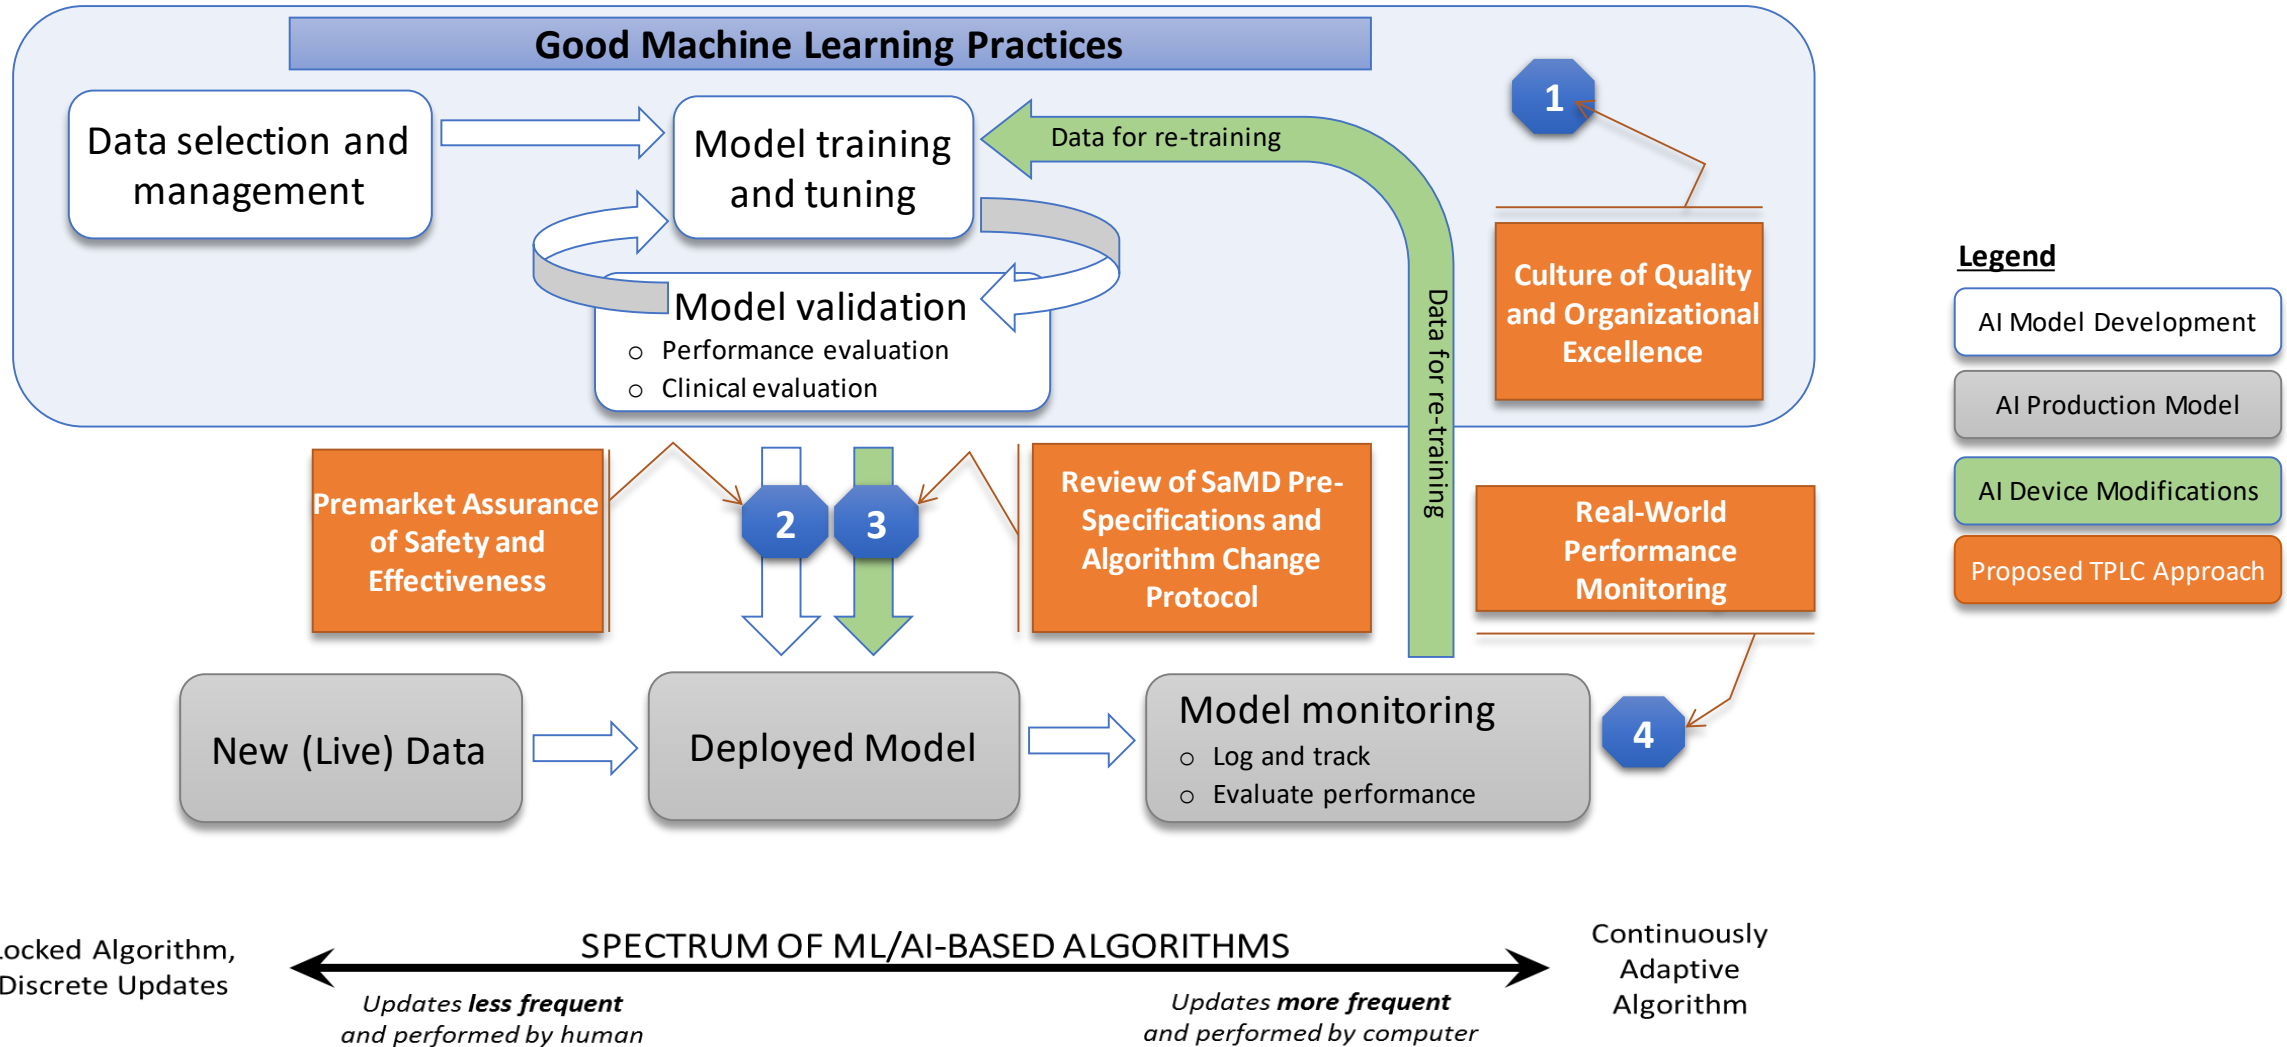 Good Machine Learning Practices
Data selection and
management
Model training
and tuning
Data for re-training
1
Model validation
o Performance evaluation
o Clinical evaluation
Data for re-training
Culture of Quality
and Organizational
Excellence
Legend
AI Model Development
AI Production Model
AI Device Modifications
Proposed TPLC Approach
Premarket Assurance
of Safety and
Effectiveness
2
3
Review of SaMD Pre-
Specifications and
Algorithm Change
Protocol
Real-World
Performance
Monitoring
New (Live) Data
Deployed Model
Model monitoring
o Log and track
o Evaluate performance
4
SPECTRUM OF ML/AI-BASED ALGORITHMS
ocked Algorithm,
Discrete Updates
Updates less frequent
and performed by human
Updates more frequent
and performed by computer
Continuously
Adaptive
Algorithm